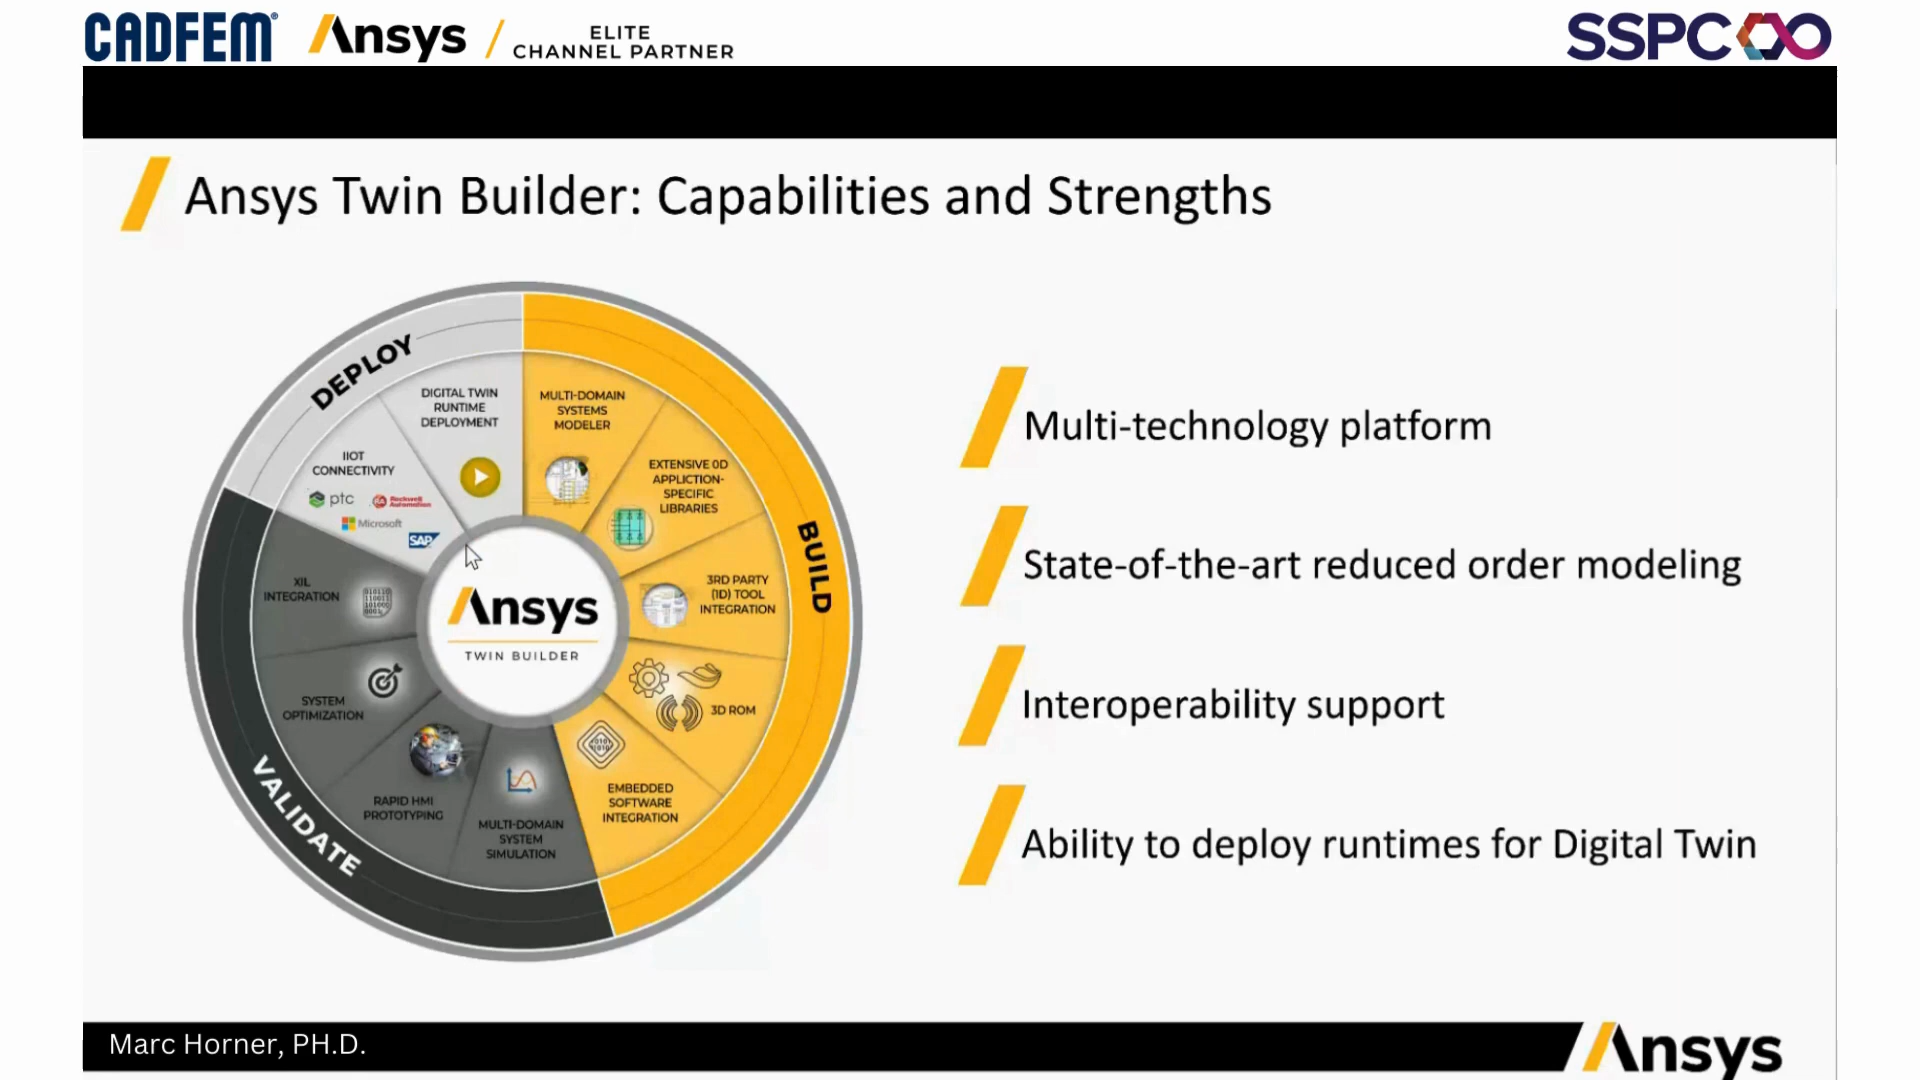 CADFEM
Ansys
ELITE
CHANNEL PARTNER
SSPC
Ansys Twin Builder: Capabilities and Strengths
DEPLOY
DIGITAL TWIN
RUNTIME
DEPLOYMENT
IIOT
CONNECTIVITY
ptc
Rockwell
Automation
Microsoft
SAP
MULTI-DOMAIN
SYSTEMS
MODELER
EXTENSIVE 0D
APPLICTION-
SPECIFIC
LIBRARIES
BUILD
3RD PARTY
(1D) TOOL
INTEGRATION
3D ROM
EMBEDDED
SOFTWARE
INTEGRATION
XIL
INTEGRATION
SYSTEM
OPTIMIZATION
RAPID HMI
PROTOTYPING
MULTI-DOMAIN
SYSTEM
SIMULATION
VALIDATE
Ansys
TWIN BUILDER
Multi-technology platform
State-of-the-art reduced order modeling
Interoperability support
Ability to deploy runtimes for Digital Twin
Marc Horner, PH.D.
Ansys